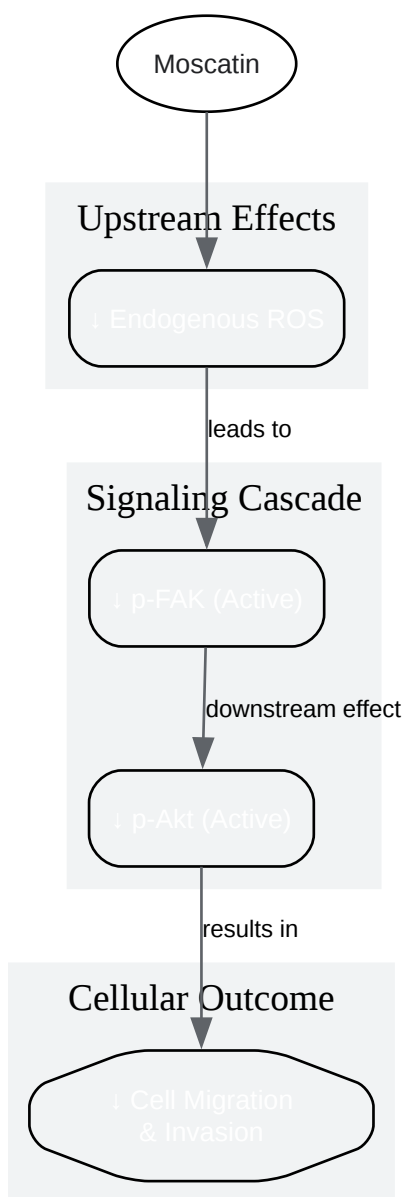 Moscatin
Upstream Effects
↓ Endogenous ROS
leads to
Signaling Cascade
↓ p-FAK (Active)
downstream effect
↓ p-Akt (Active)
results in
Cellular Outcome
↓ Cell Migration
& Invasion